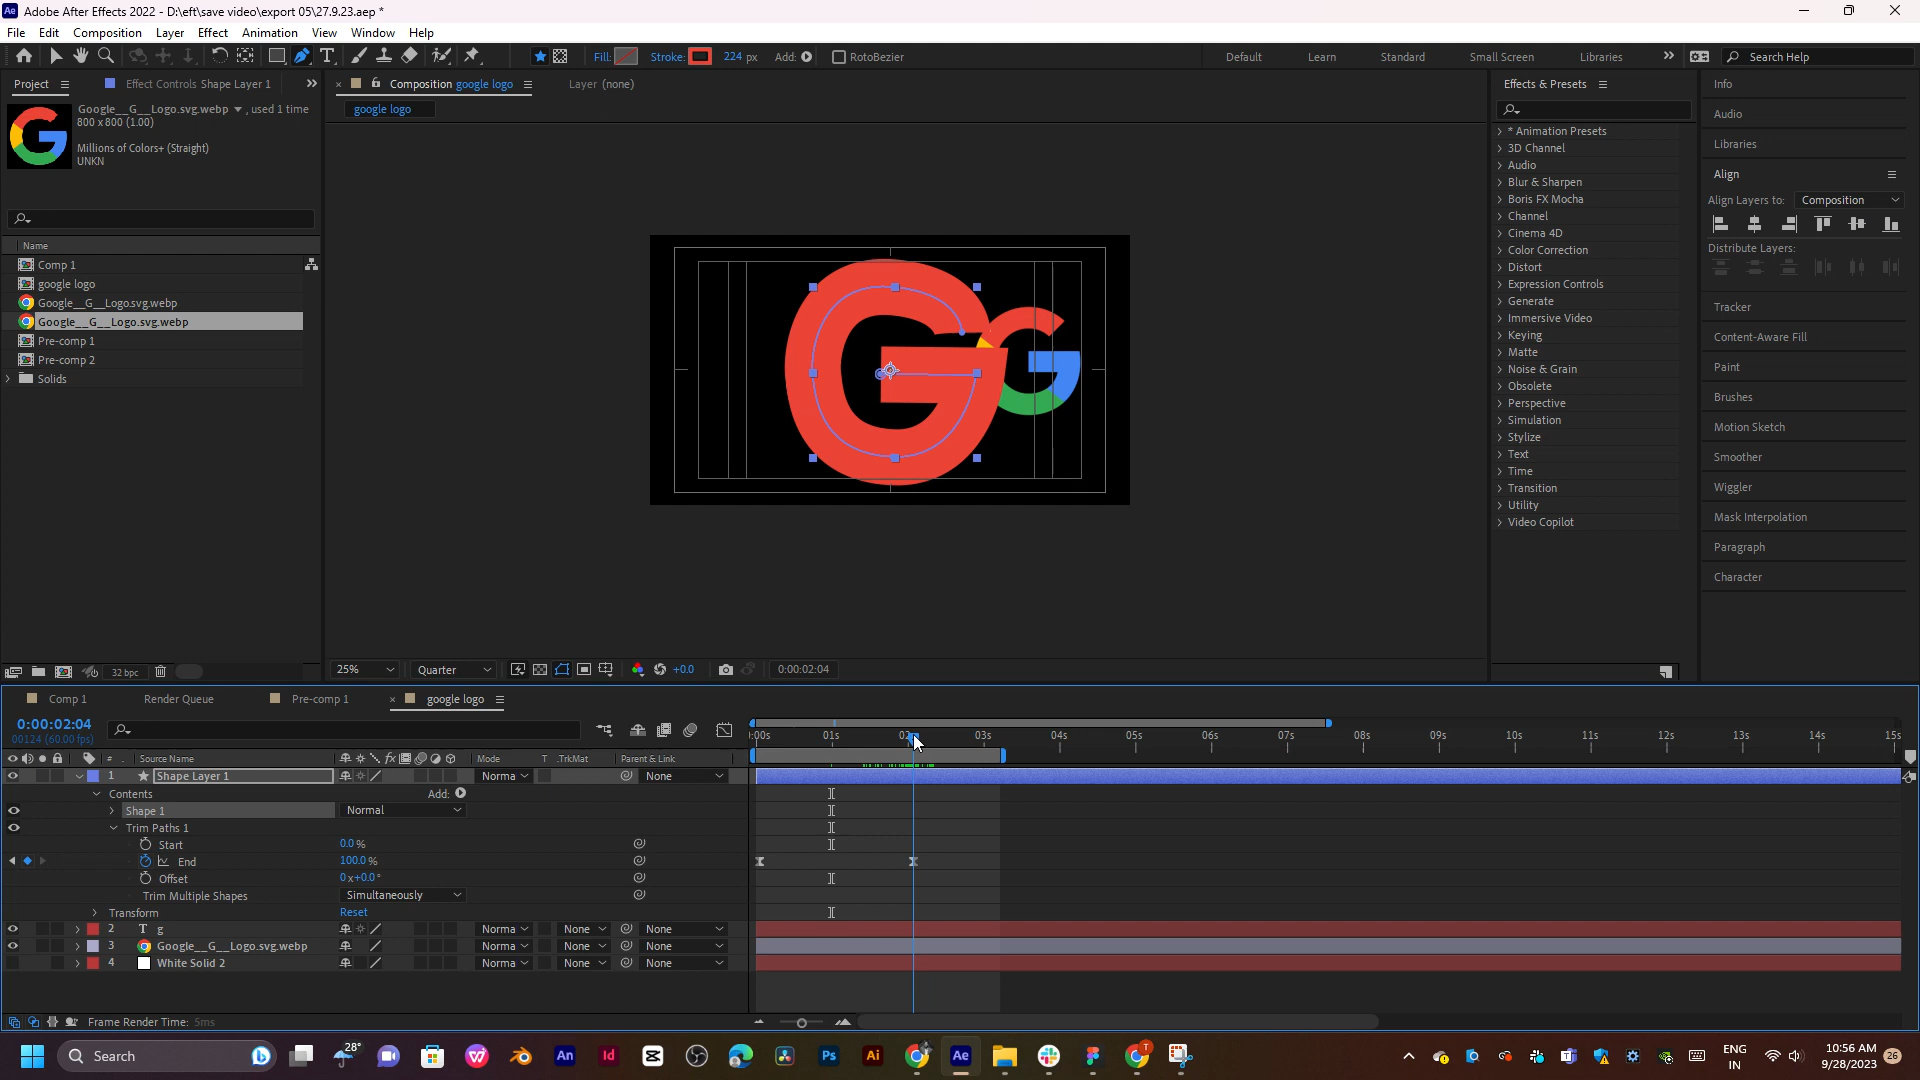 Adobe After Effects 2022 - D:\eft\save video\export 05\27.9.23.aep *
File Edit Composition Layer Effect Animation View Window Help
Fill: Stroke: 224 px Add: RotoBezier Default Learn Standard Small Screen Libraries Search Help
Project Effect Controls Shape Layer 1 Composition google logo Layer (none) Effects & Presets Info
google logo
Google__G__Logo.svg.webp , used 1 time
800 x 800 (1.00)
Millions of Colors+ (Straight)
UNKN
Name
Comp 1
google logo
Google__G__Logo.svg.webp
Google__G__Logo.svg.webp
Pre-comp 1
Pre-comp 2
Solids
32 bpc
25% Quarter +0.0 0:00:02:04
* Animation Presets
3D Channel
Audio
Blur & Sharpen
Boris FX Mocha
Channel
Cinema 4D
Color Correction
Distort
Expression Controls
Generate
Immersive Video
Keying
Matte
Noise & Grain
Obsolete
Perspective
Simulation
Stylize
Text
Time
Transition
Utility
Video Copilot
Audio
Libraries
Align
Align Layers to: Composition
Distribute Layers:
Tracker
Content-Aware Fill
Paint
Brushes
Motion Sketch
Smoother
Wiggler
Mask Interpolation
Paragraph
Character
Comp 1 Render Queue Pre-comp 1 google logo
0:00:02:04
00124 (60.00 fps)
:00s 01s 02s 03s 04s 05s 06s 07s 08s 09s 10s 11s 12s 13s 14s 15s
# Source Name fx Mode T .TrkMat Parent & Link
1 Shape Layer 1 Norma None
Contents Add:
Shape 1 Normal
Trim Paths 1
Start 0.0 %
End 100.0 %
Offset 0x+0.0°
Trim Multiple Shapes Simultaneously
Transform Reset
2 T g Norma None None
3 Google__G__Logo.svg.webp Norma None None
4 White Solid 2 Norma None None
Frame Render Time: 5ms
Search 28° An Id Ps Ai Ae ENG IN 10:56 AM 9/28/2023 26